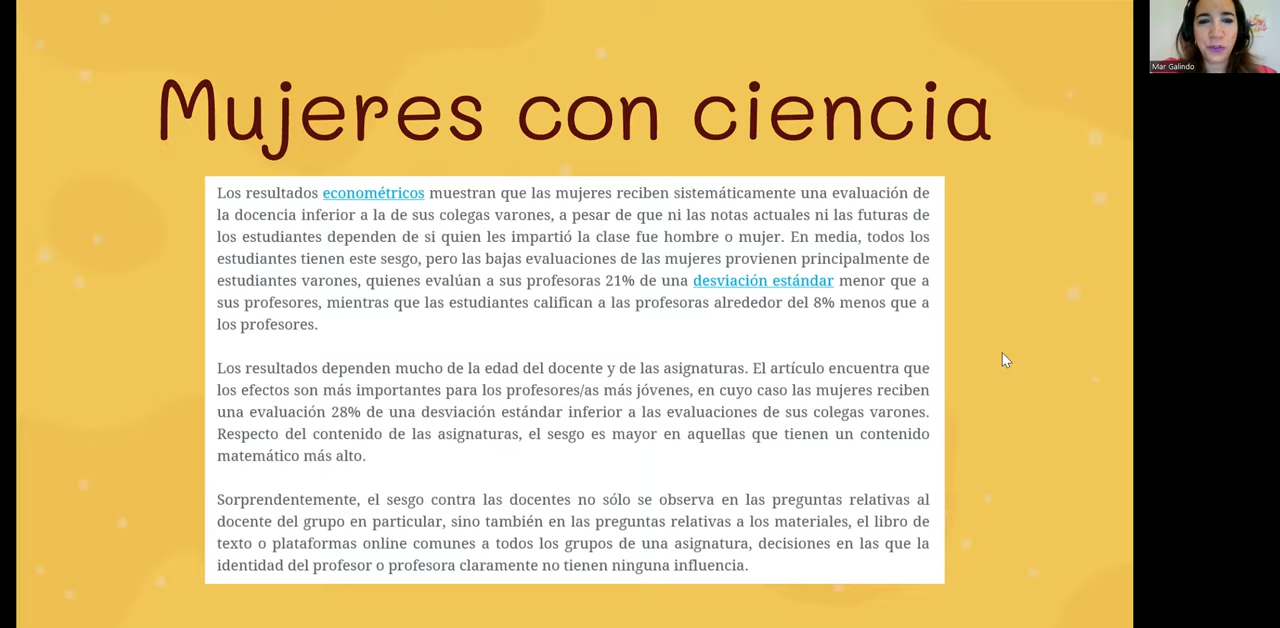 Mujeres con ciencia
Mar Galindo
Los resultados econométricos muestran que las mujeres reciben sistemáticamente una evaluación de
la docencia inferior a la de sus colegas varones, a pesar de que ni las notas actuales ni las futuras de
los estudiantes dependen de si quien les impartió la clase fue hombre o mujer. En media, todos los
estudiantes tienen este sesgo, pero las bajas evaluaciones de las mujeres provienen principalmente de
estudiantes varones, quienes evalúan a sus profesoras 21% de una desviación estándar menor que a
sus profesores, mientras que las estudiantes califican a las profesoras alrededor del 8% menos que a
los profesores.
Los resultados dependen mucho de la edad del docente y de las asignaturas. El artículo encuentra que
los efectos son más importantes para los profesores/as más jóvenes, en cuyo caso las mujeres reciben
una evaluación 28% de una desviación estándar inferior a las evaluaciones de sus colegas varones.
Respecto del contenido de las asignaturas, el sesgo es mayor en aquellas que tienen un contenido
matemático más alto.
Sorprendentemente, el sesgo contra las docentes no sólo se observa en las preguntas relativas al
docente del grupo en particular, sino también en las preguntas relativas a los materiales, el libro de
texto o plataformas online comunes a todos los grupos de una asignatura, decisiones en las que la
identidad del profesor o profesora claramente no tienen ninguna influencia.